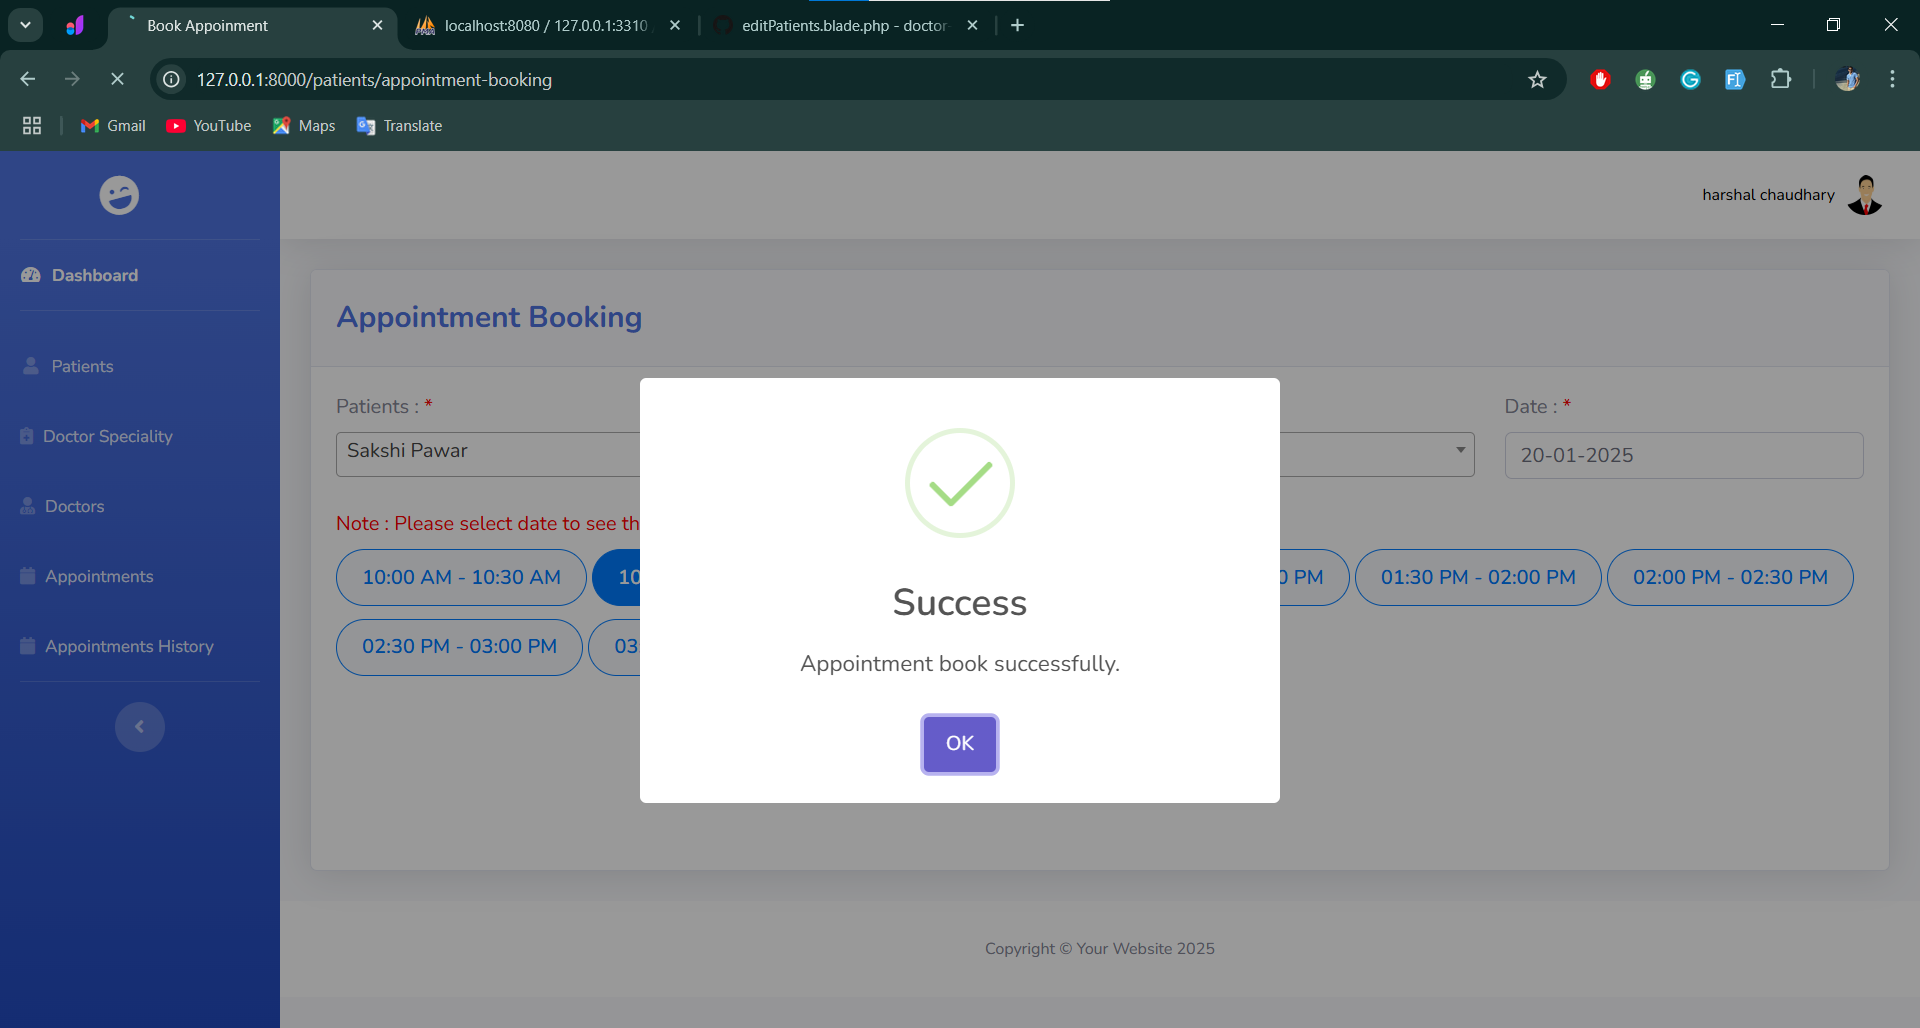 Book Appoinment
localhost:8080 / 127.0.0.1:3310
editPatients.blade.php - doctor-
127.0.0.1:8000/patients/appointment-booking
Gmail YouTube Maps Translate
harshal chaudhary
Dashboard
Patients
Doctor Speciality
Doctors
Appointments
Appointments History
Appointment Booking
Patients : *
Date : *
Sakshi Pawar
20-01-2025
Note : Please select date to see th
10:00 AM - 10:30 AM
10
0 PM
01:30 PM - 02:00 PM
02:00 PM - 02:30 PM
02:30 PM - 03:00 PM
03:
Success
Appointment book successfully.
OK
Copyright © Your Website 2025